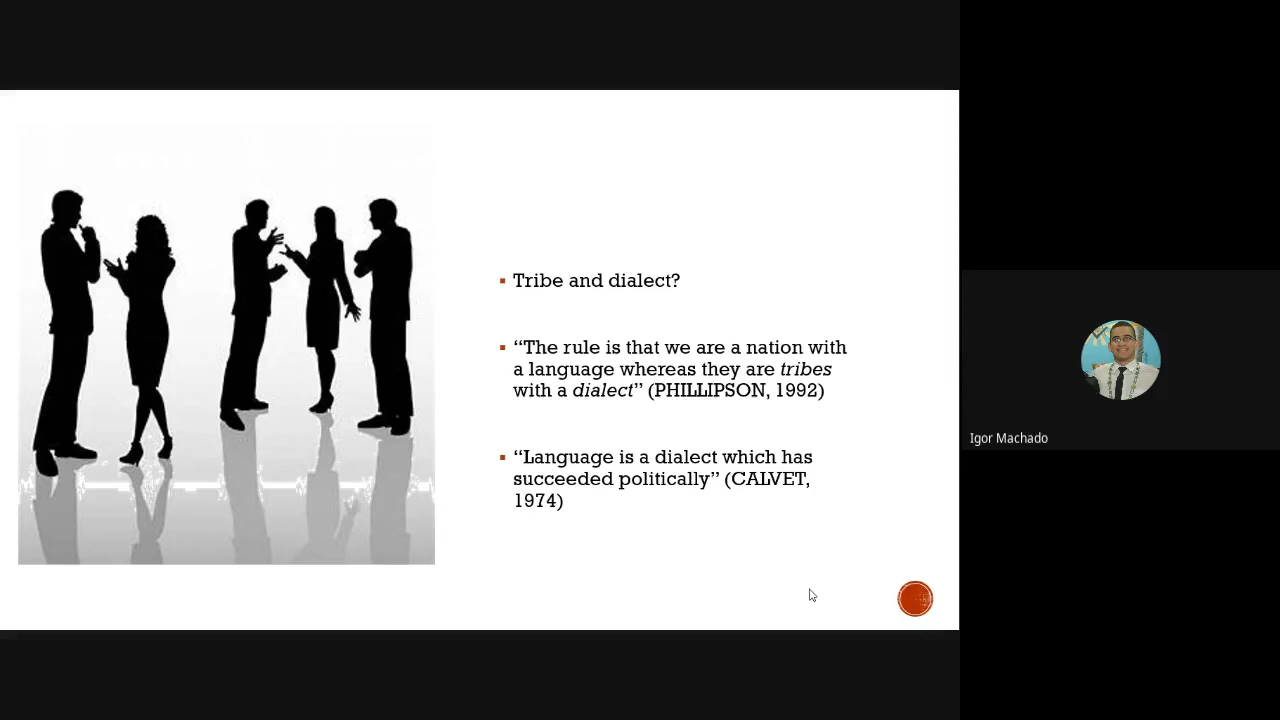 Tribe and dialect?
“The rule is that we are a nation with
a language whereas they are tribes
with a dialect” (PHILLIPSON, 1992)
“Language is a dialect which has
succeeded politically” (CALVET,
1974)
Igor Machado